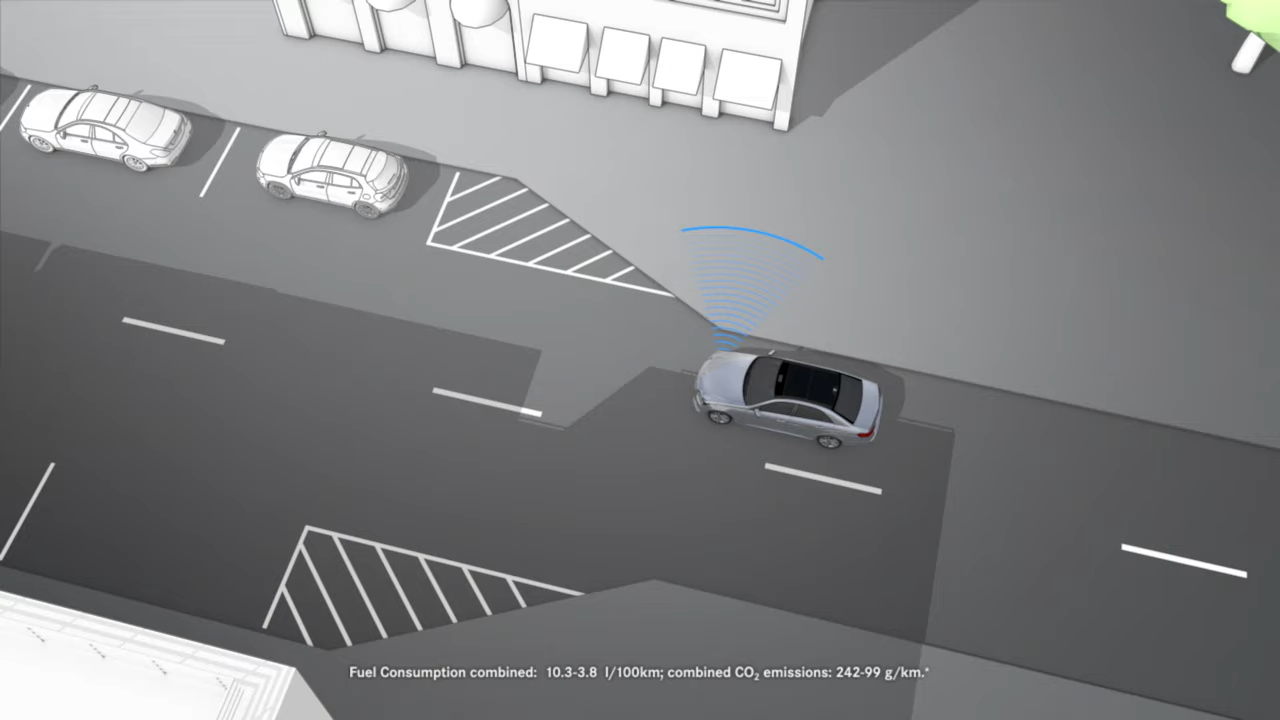 Fuel Consumption combined: 10.3-3.8 l/100km; combined CO₂ emissions: 242-99 g/km.*